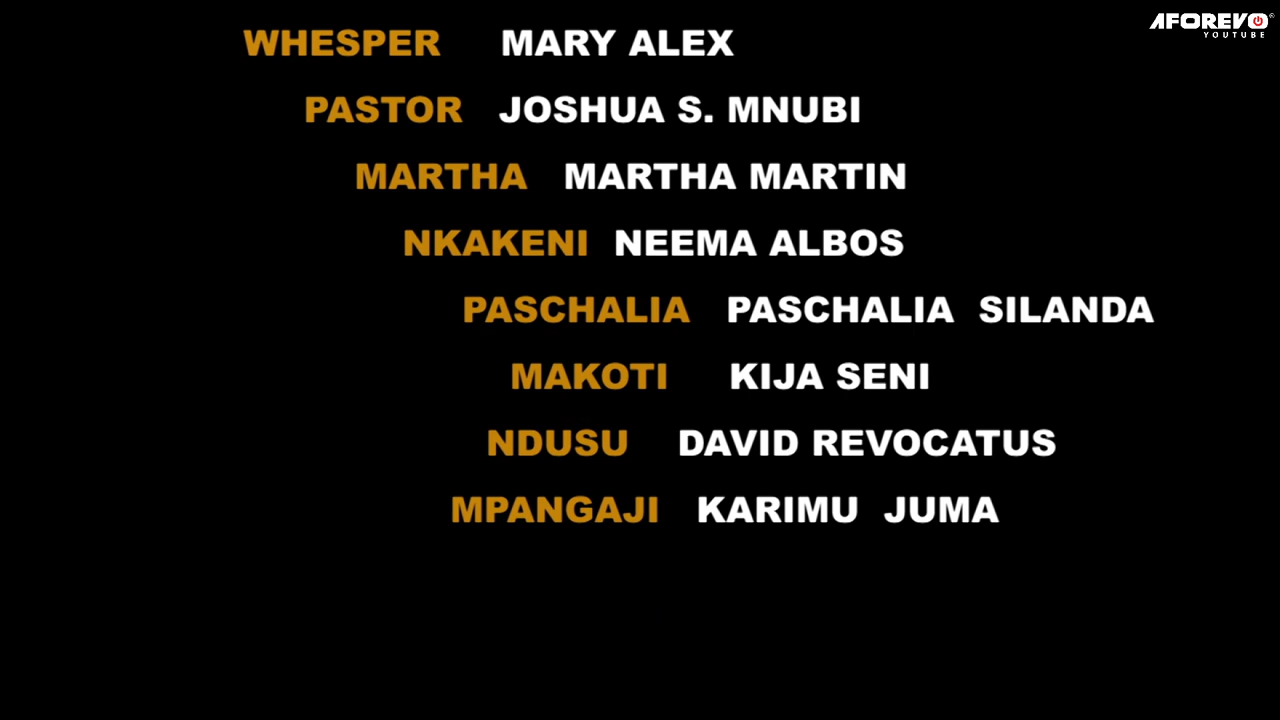 AFOREVO
YOUTUBE
WHESPER MARY ALEX
PASTOR JOSHUA S. MNUBI
MARTHA MARTHA MARTIN
NKAKENI NEEMA ALBOS
PASCHALIA PASCHALIA SILANDA
MAKOTI KIJA SENI
NDUSU DAVID REVOCATUS
MPANGAJI KARIMU JUMA